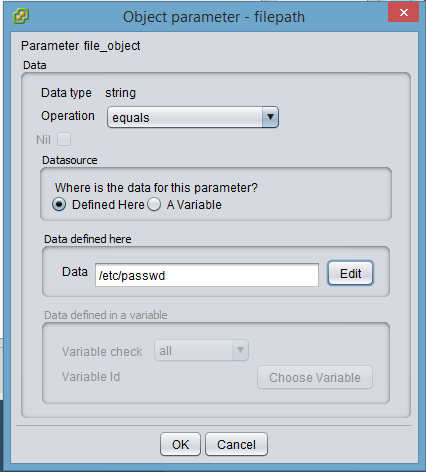 Object parameter - filepath
Parameter file_object
Data
Data type string
Operation equals
Nil
Datasource
Where is the data for this parameter?
Defined Here A Variable
Data defined here
Data /etc/passwd Edit
Data defined in a variable
Variable check all
Variable Id Choose Variable
OK Cancel